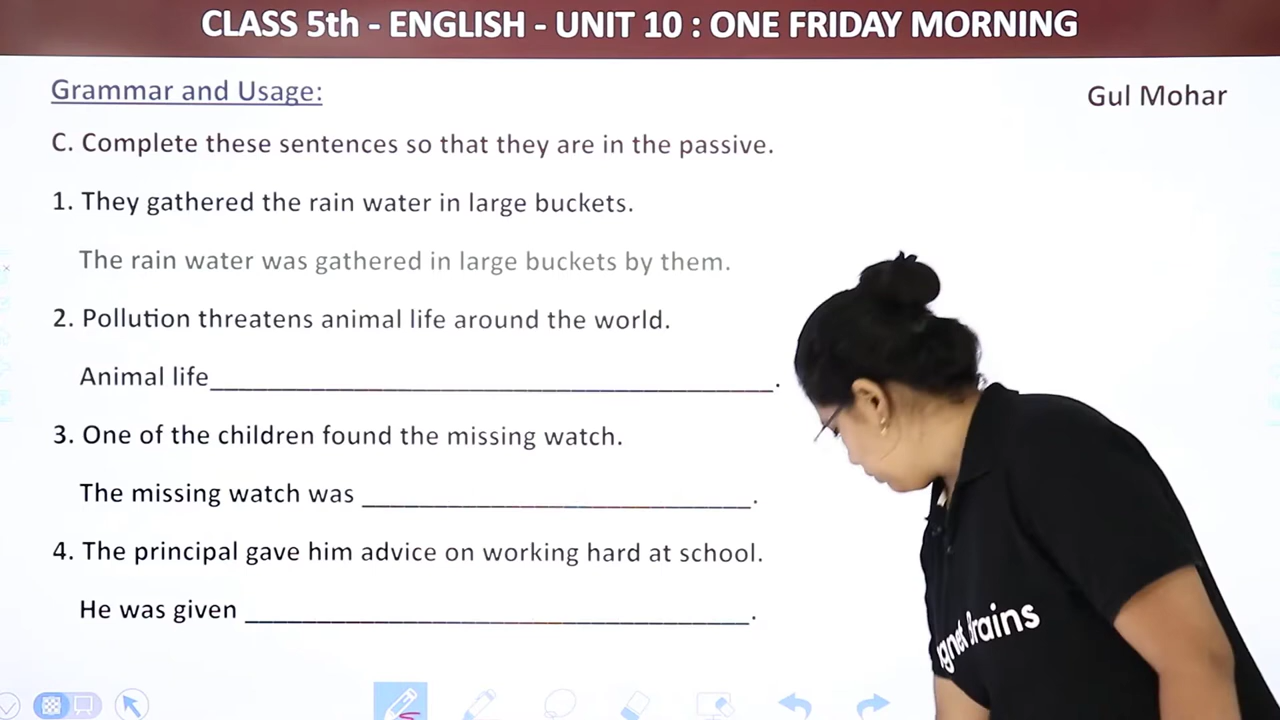 CLASS 5th - ENGLISH - UNIT 10 : ONE FRIDAY MORNING
Grammar and Usage:
Gul Mohar
C. Complete these sentences so that they are in the passive.
1. They gathered the rain water in large buckets.
The rain water was gathered in large buckets by them.
2. Pollution threatens animal life around the world.
Animal life________________________________________.
3. One of the children found the missing watch.
The missing watch was ____________________________.
4. The principal gave him advice on working hard at school.
He was given ____________________________________.
Brains